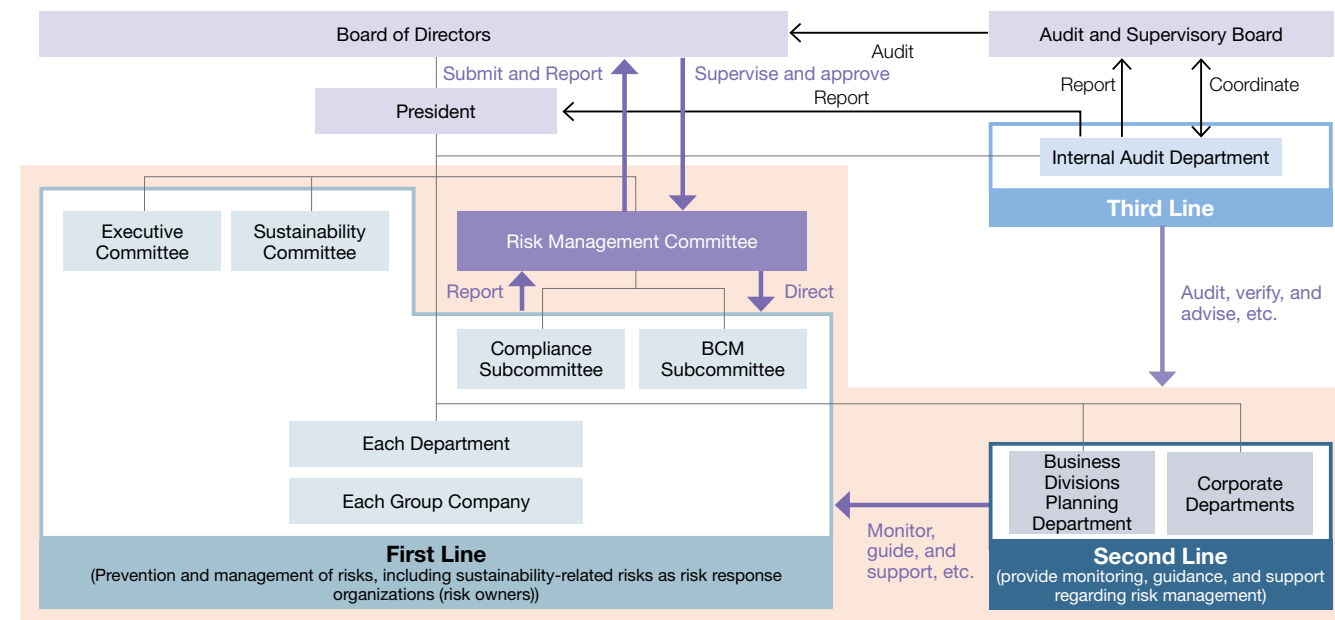 Board of Directors
Audit and Supervisory Board
Audit
Submit and Report
Supervise and approve
Report
Coordinate
President
Report
Internal Audit Department
Third Line
Executive
Committee
Sustainability
Committee
Risk Management Committee
Report
Direct
Audit, verify, and
advise, etc.
Compliance
Subcommittee
BCM
Subcommittee
Each Department
Each Group Company
Business
Divisions
Planning
Department
Corporate
Departments
Monitor,
guide, and
support, etc.
First Line
(Prevention and management of risks, including sustainability-related risks as risk response
organizations (risk owners))
Second Line
(provide monitoring, guidance, and support
regarding risk management)